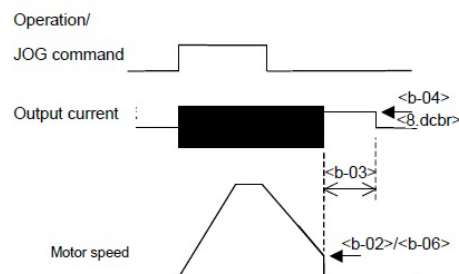 Operation/
JOG command
Output current
<b-04>
<8.dcbr>
<b-03>
<b-02>/<b-06>
Motor speed